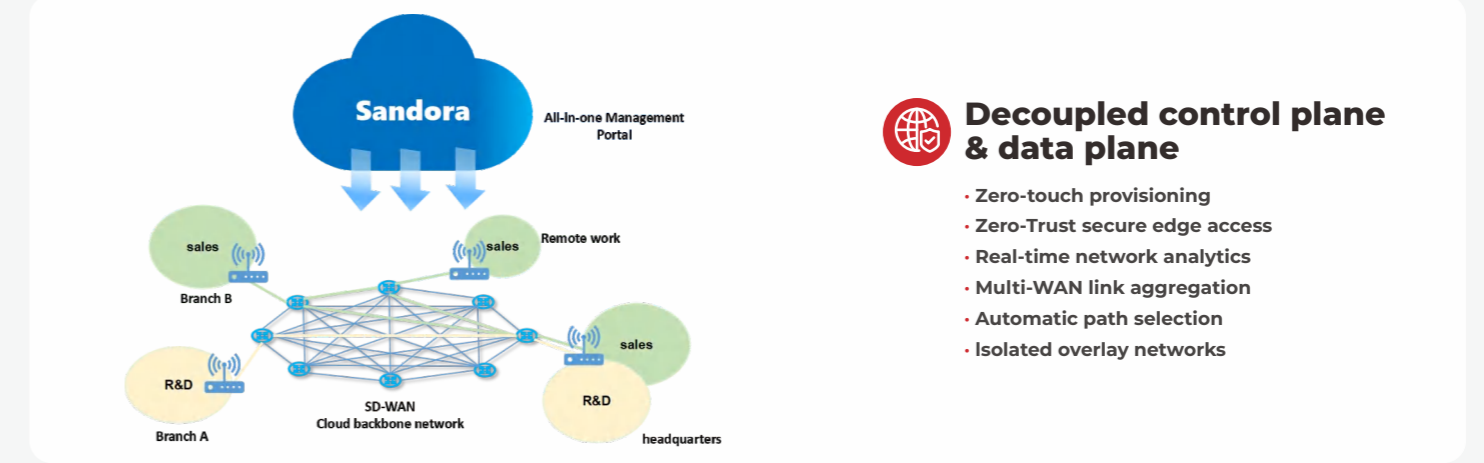 Sandora
All-in-one Management
Portal
sales
sales
Remote work
Branch B
sales
R&D
R&D
SD-WAN
Cloud backbone network
Branch A
headquarters
Decoupled control plane
& data plane
· Zero-touch provisioning
· Zero-Trust secure edge access
· Real-time network analytics
· Multi-WAN link aggregation
· Automatic path selection
· Isolated overlay networks